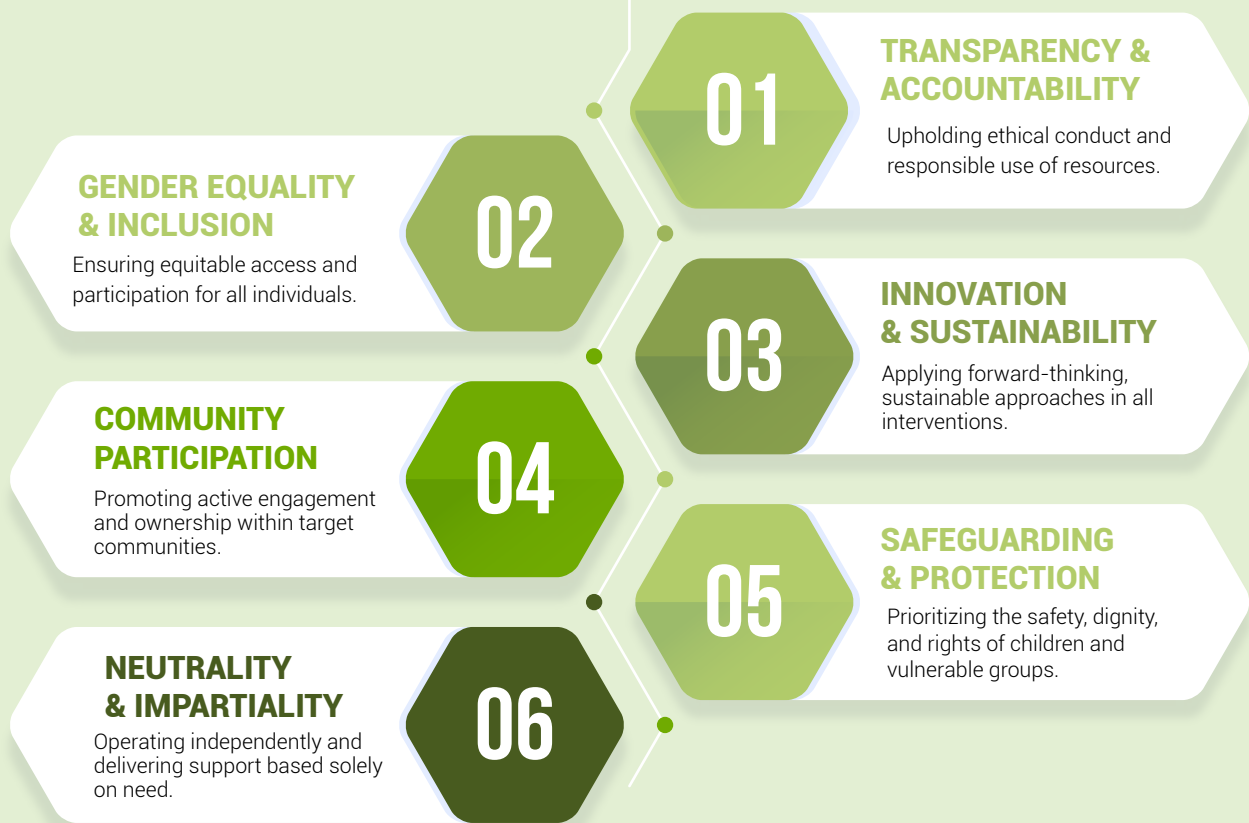 01
TRANSPARENCY &
ACCOUNTABILITY
Upholding ethical conduct and
responsible use of resources.
GENDER EQUALITY
& INCLUSION
Ensuring equitable access and
participation for all individuals.
02
03
INNOVATION
& SUSTAINABILITY
Applying forward-thinking,
sustainable approaches in all
interventions.
COMMUNITY
PARTICIPATION
Promoting active engagement
and ownership within target
communities.
04
05
SAFEGUARDING
& PROTECTION
Prioritizing the safety, dignity,
and rights of children and
vulnerable groups.
NEUTRALITY
& IMPARTIALITY
Operating independently and
delivering support based solely
on need.
06